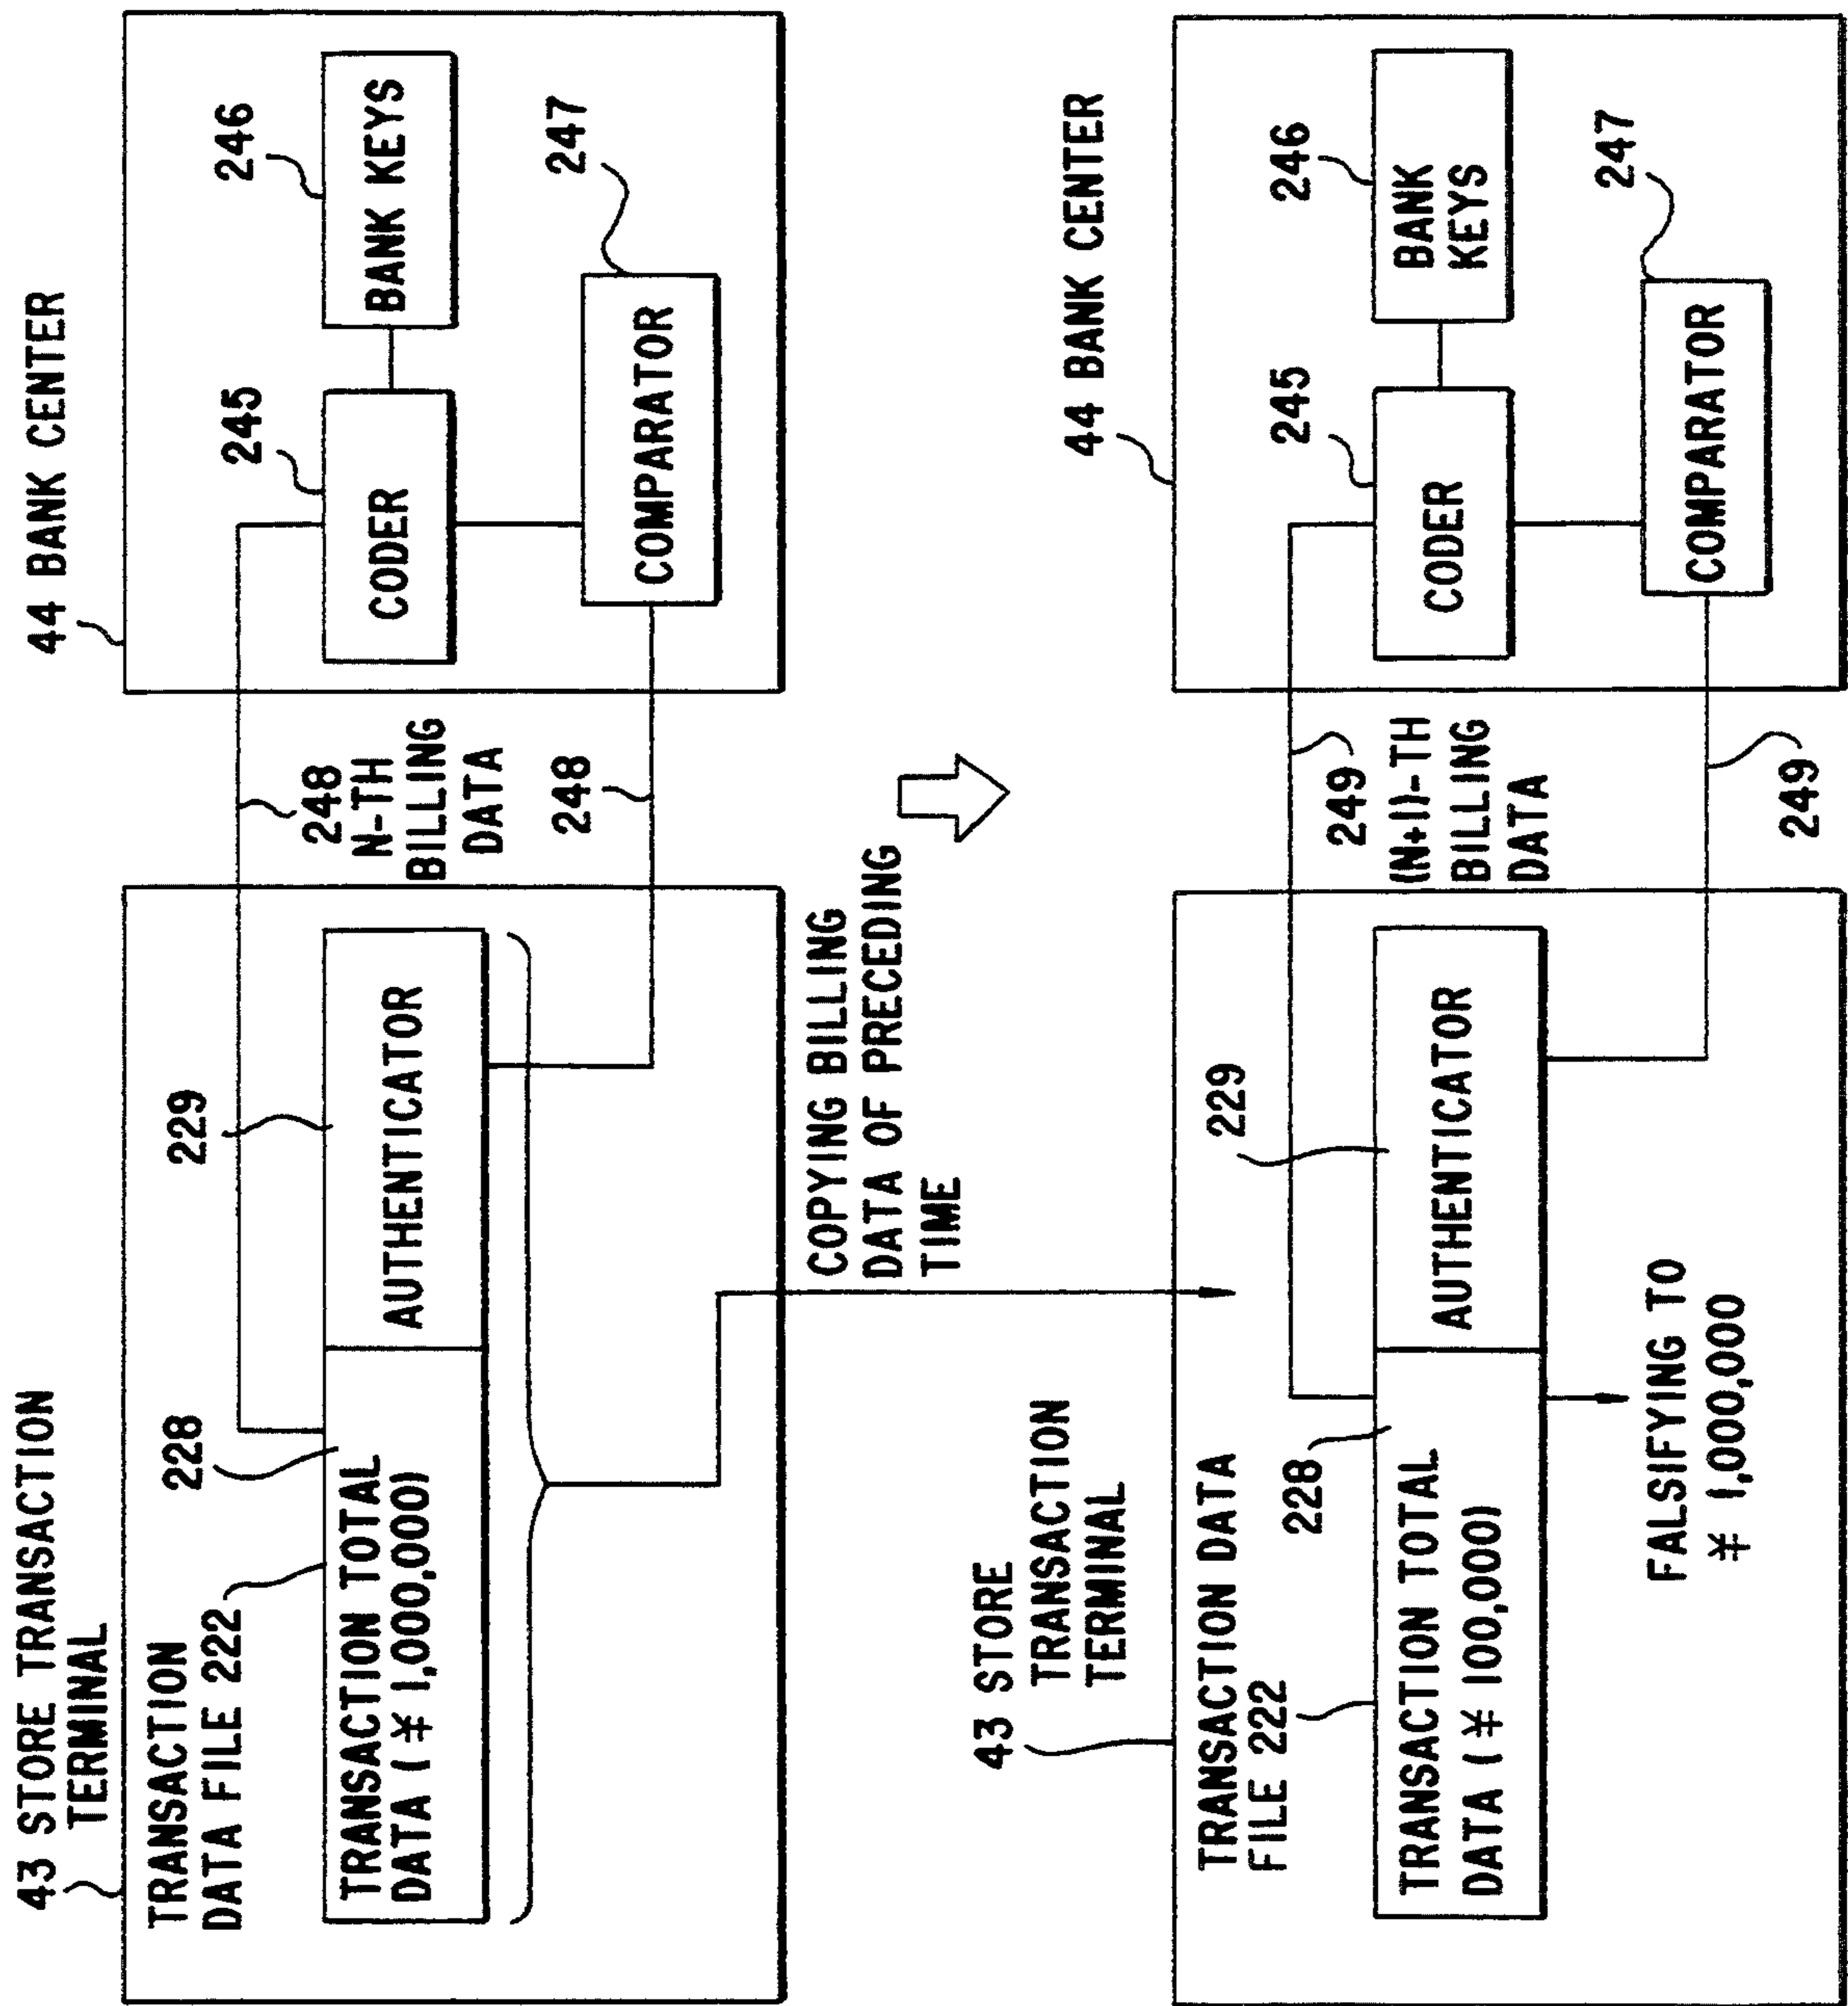 43 STORE TRANSACTION
TERMINAL
44 BANK CENTER
TRANSACTION
DATA FILE 222
228
229
TRANSACTION TOTAL
DATA (¥ 1,000,000)
AUTHENTICATOR
248
N-TH
BILLING
DATA
248
245
246
CODER
BANK KEYS
247
COMPARATOR
COPYING BILLING
DATA OF PRECEDING
TIME
43 STORE
TRANSACTION
TERMINAL
44 BANK CENTER
TRANSACTION DATA
FILE 222
228
229
TRANSACTION TOTAL
DATA (¥ 100,000)
AUTHENTICATOR
FALSIFYING TO
¥ 1,000,000
249
(N+1)-TH
BILLING
DATA
249
245
246
CODER
BANK
KEYS
247
COMPARATOR